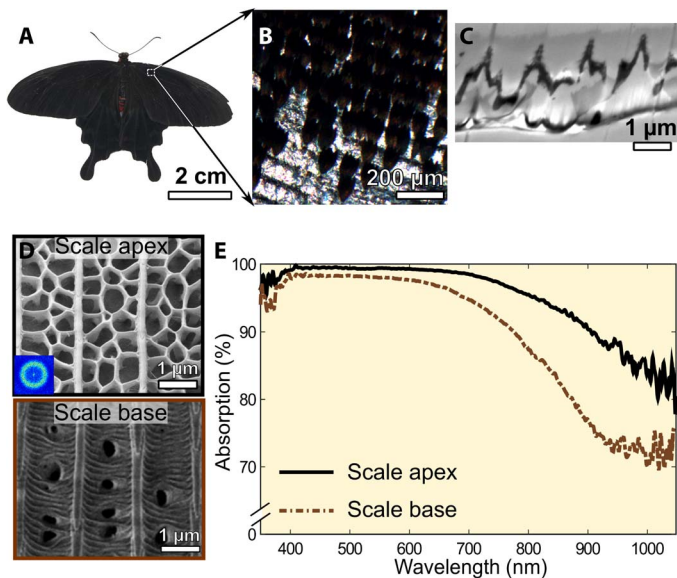 A
2 cm
B
200 µm
C
1 µm
D
Scale apex
1 µm
Scale base
1 µm
E
100
90
80
70
0
Absorption (%)
400 500 600 700 800 900 1000
Wavelength (nm)
Scale apex
Scale base